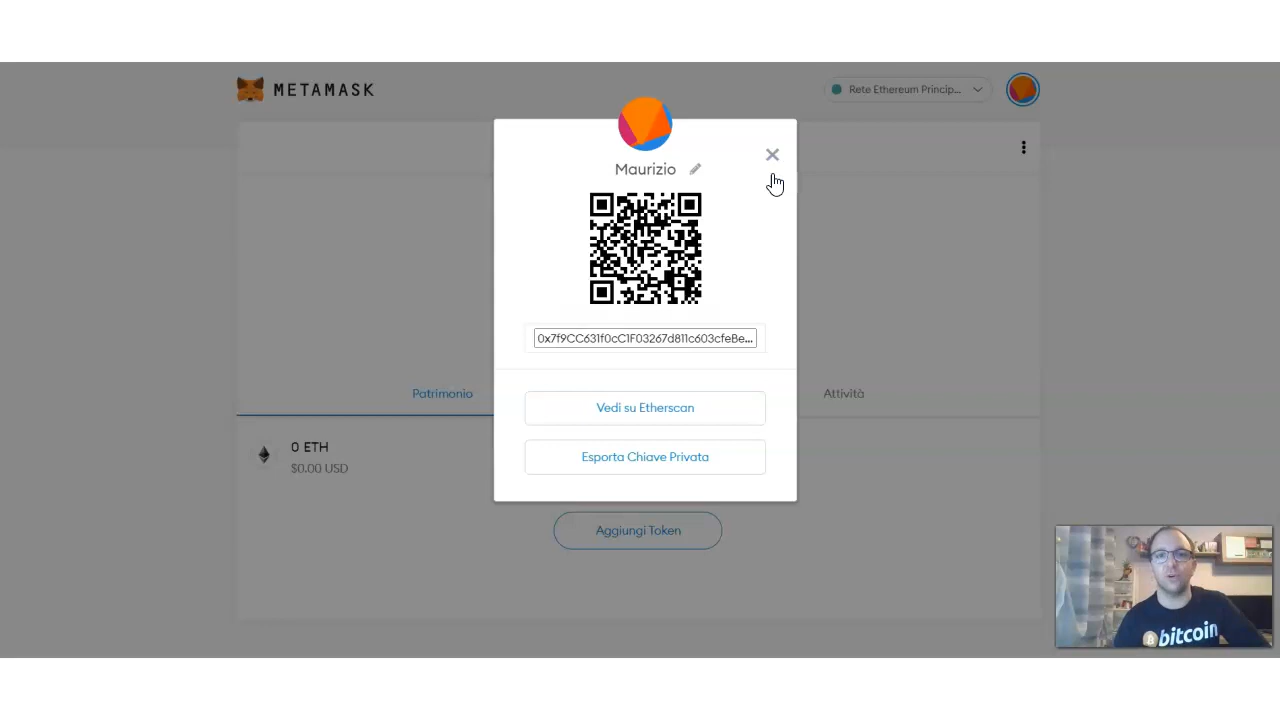 METAMASK
Rete Ethereum Princip...
Maurizio
0x7f9CC631f0cC1F03267d811c603cfeBe...
Patrimonio
Attività
Vedi su Etherscan
0 ETH
$0.00 USD
Esporta Chiave Privata
Aggiungi Token
bitcoin